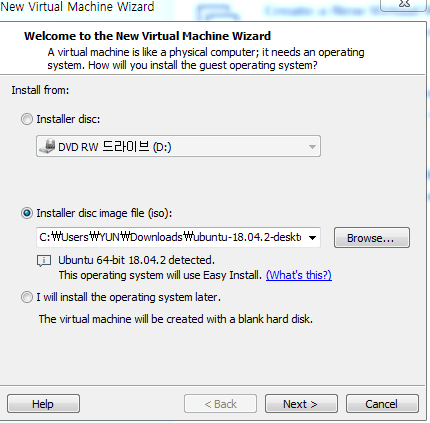 New Virtual Machine Wizard
Welcome to the New Virtual Machine Wizard
A virtual machine is like a physical computer; it needs an operating
system. How will you install the guest operating system?
Install from:
Installer disc:
DVD RW 드라이브 (D:)
Installer disc image file (iso):
C:₩Users₩YUN₩Downloads₩ubuntu-18.04.2-deskt
Browse...
Ubuntu 64-bit 18.04.2 detected.
This operating system will use Easy Install. (What's this?)
I will install the operating system later.
The virtual machine will be created with a blank hard disk.
Help
< Back
Next >
Cancel